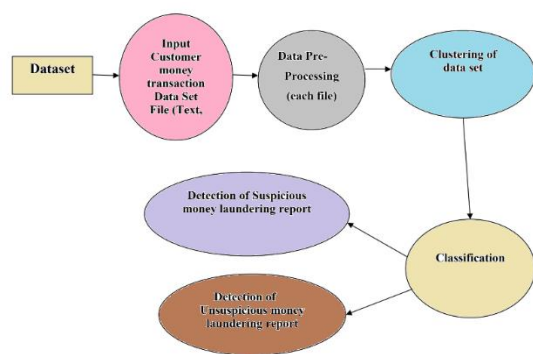 Dataset
Input
Customer
money
transaction
Data Set
File (Text,
Data Pre-
Processing
(each file)
Clustering of
data set
Classification
Detection of Suspicious
money laundering report
Detection of
Unsuspicious money
laundering report